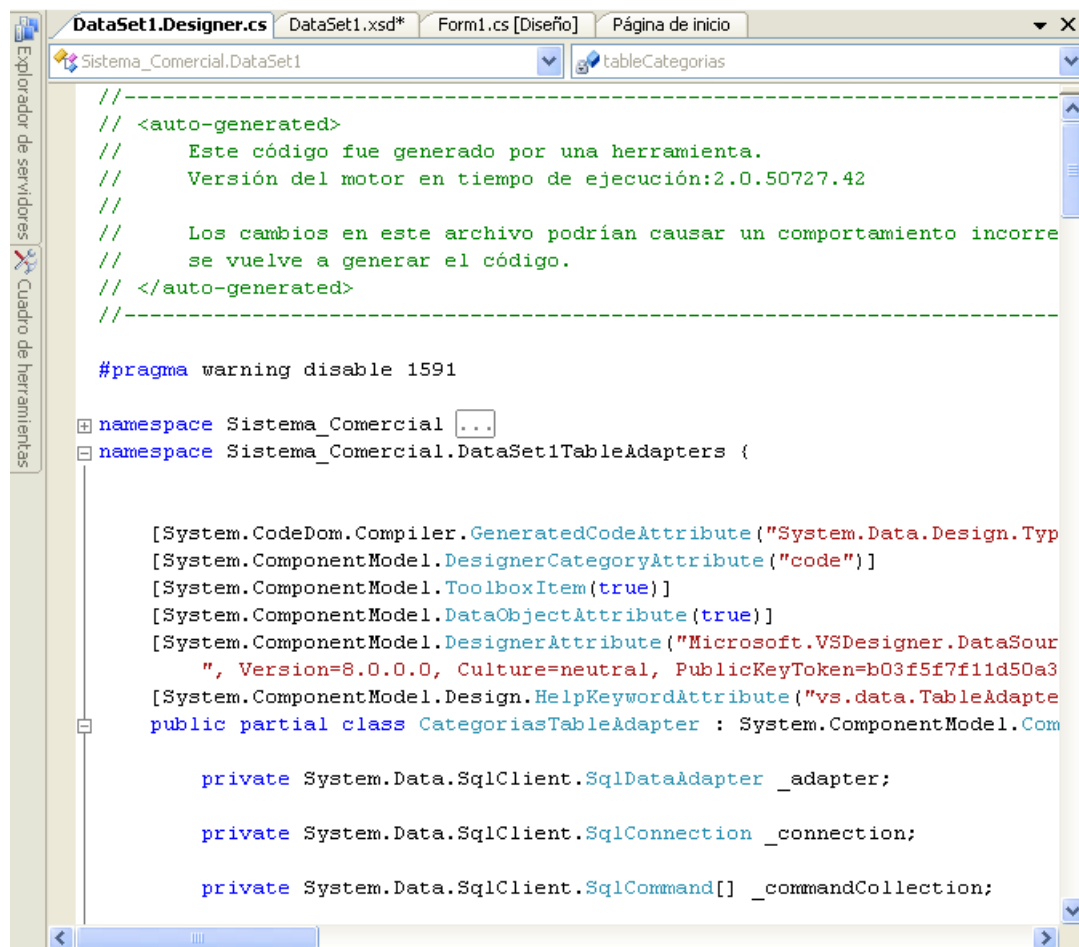 DataSet1.Designer.cs DataSet1.xsd* Form1.cs [Diseño] Página de inicio
Explorador de servidores
Cuadro de herramientas
Sistema_Comercial.DataSet1 tableCategorias
//---------------------------------------------------------------------------
// <auto-generated>
//     Este código fue generado por una herramienta.
//     Versión del motor en tiempo de ejecución:2.0.50727.42
//
//     Los cambios en este archivo podrían causar un comportamiento incorre
//     se vuelve a generar el código.
// </auto-generated>
//---------------------------------------------------------------------------
#pragma warning disable 1591
namespace Sistema_Comercial ...
namespace Sistema_Comercial.DataSet1TableAdapters {
[System.CodeDom.Compiler.GeneratedCodeAttribute("System.Data.Design.Typ
[System.ComponentModel.DesignerCategoryAttribute("code")]
[System.ComponentModel.ToolboxItem(true)]
[System.ComponentModel.DataObjectAttribute(true)]
[System.ComponentModel.DesignerAttribute("Microsoft.VSDesigner.DataSour
", Version=8.0.0.0, Culture=neutral, PublicKeyToken=b03f5f7f11d50a3
[System.ComponentModel.Design.HelpKeywordAttribute("vs.data.TableAdapte
public partial class CategoriasTableAdapter : System.ComponentModel.Com
private System.Data.SqlClient.SqlDataAdapter _adapter;
private System.Data.SqlClient.SqlConnection _connection;
private System.Data.SqlClient.SqlCommand[] _commandCollection;